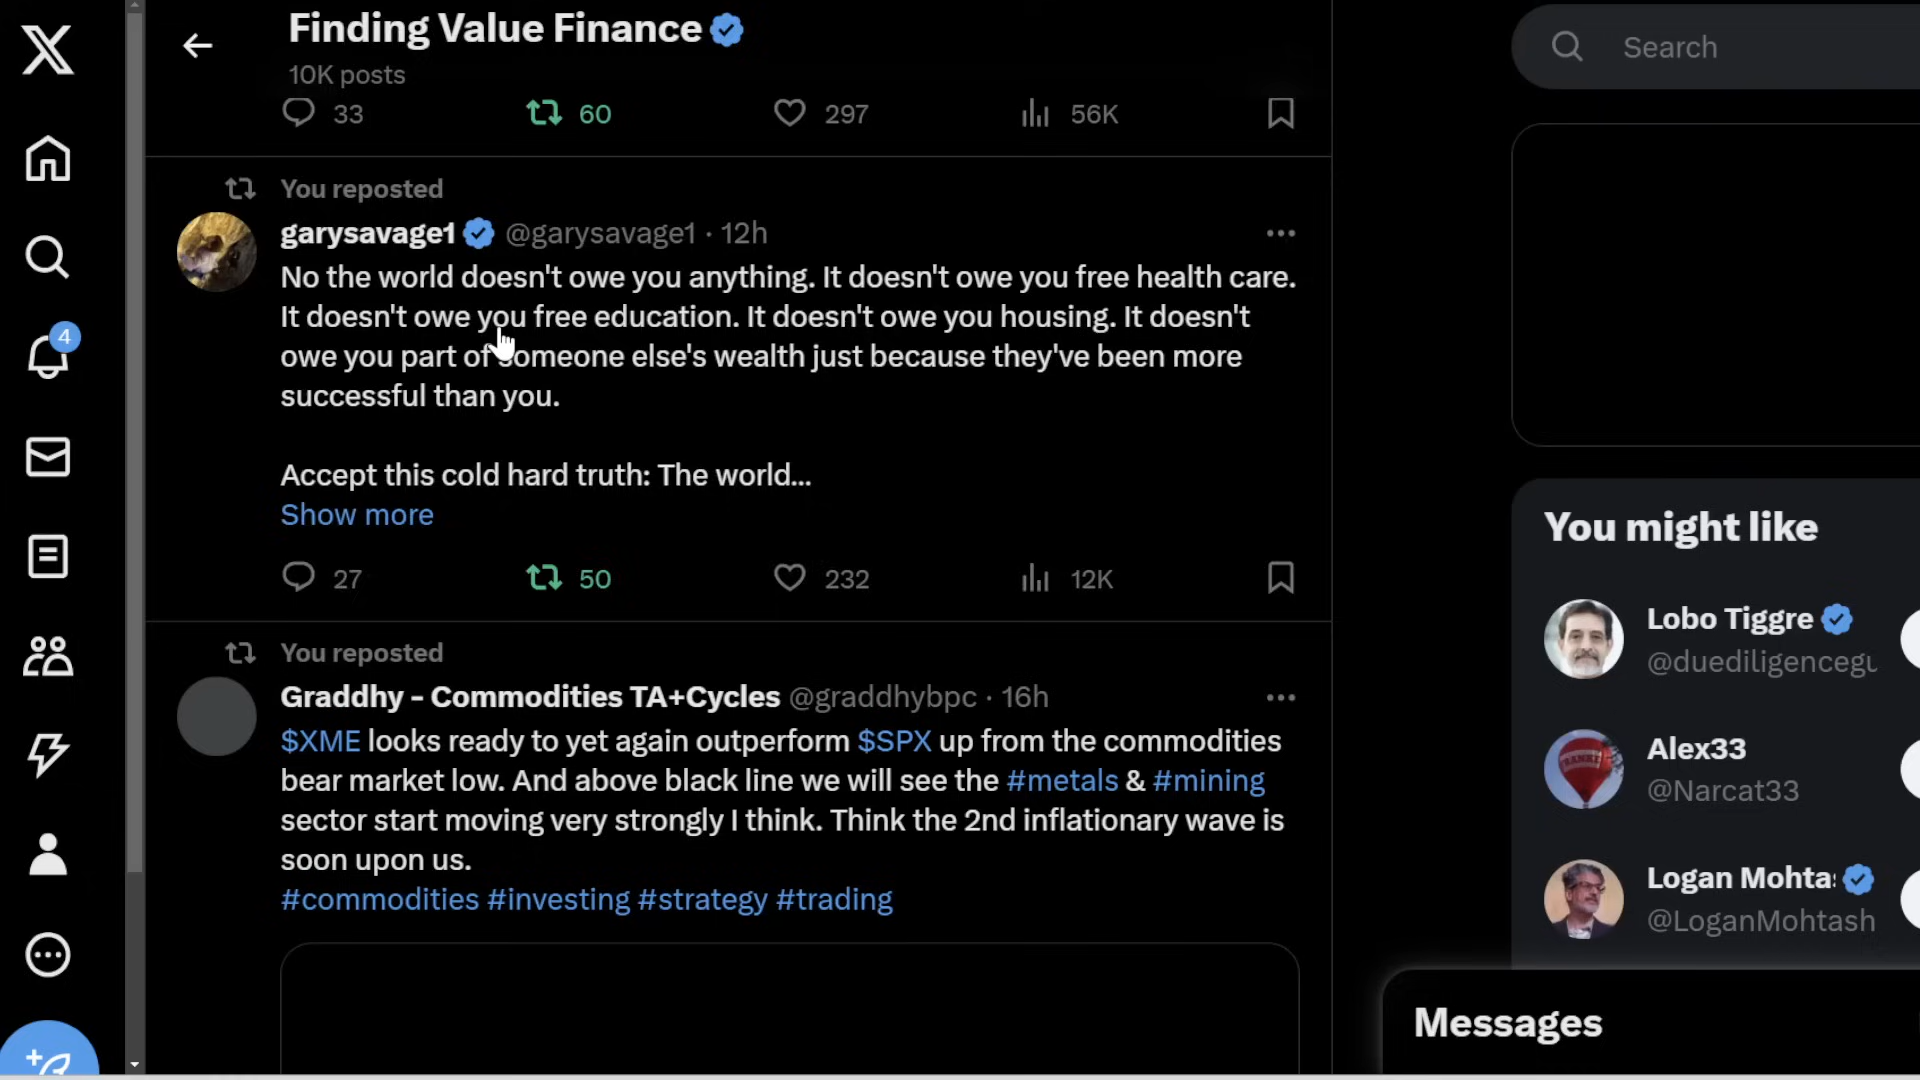 Finding Value Finance
10K posts
33 60 297 56K
Search
You reposted
garysavage1 @garysavage1 · 12h
No the world doesn't owe you anything. It doesn't owe you free health care.
It doesn't owe you free education. It doesn't owe you housing. It doesn't
owe you part of someone else's wealth just because they've been more
successful than you.
Accept this cold hard truth: The world...
Show more
27 50 232 12K
You reposted
Graddhy - Commodities TA+Cycles @graddhybpc · 16h
$XME looks ready to yet again outperform $SPX up from the commodities
bear market low. And above black line we will see the #metals & #mining
sector start moving very strongly I think. Think the 2nd inflationary wave is
soon upon us.
#commodities #investing #strategy #trading
4
You might like
Lobo Tiggre
@duediligencegu
Alex33
@Narcat33
Logan Mohta
@LoganMohtash
Messages